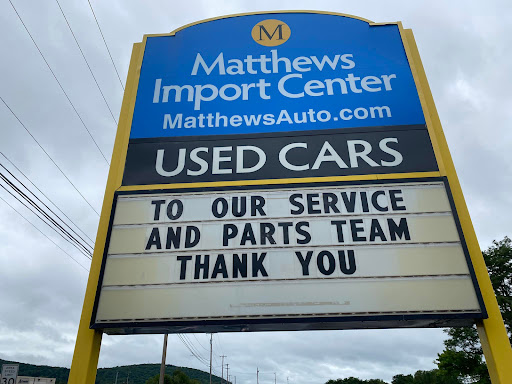 M
Matthews
Import Center
MatthewsAuto.com
USED CARS
TO OUR SERVICE
AND PARTS TEAM
THANK YOU